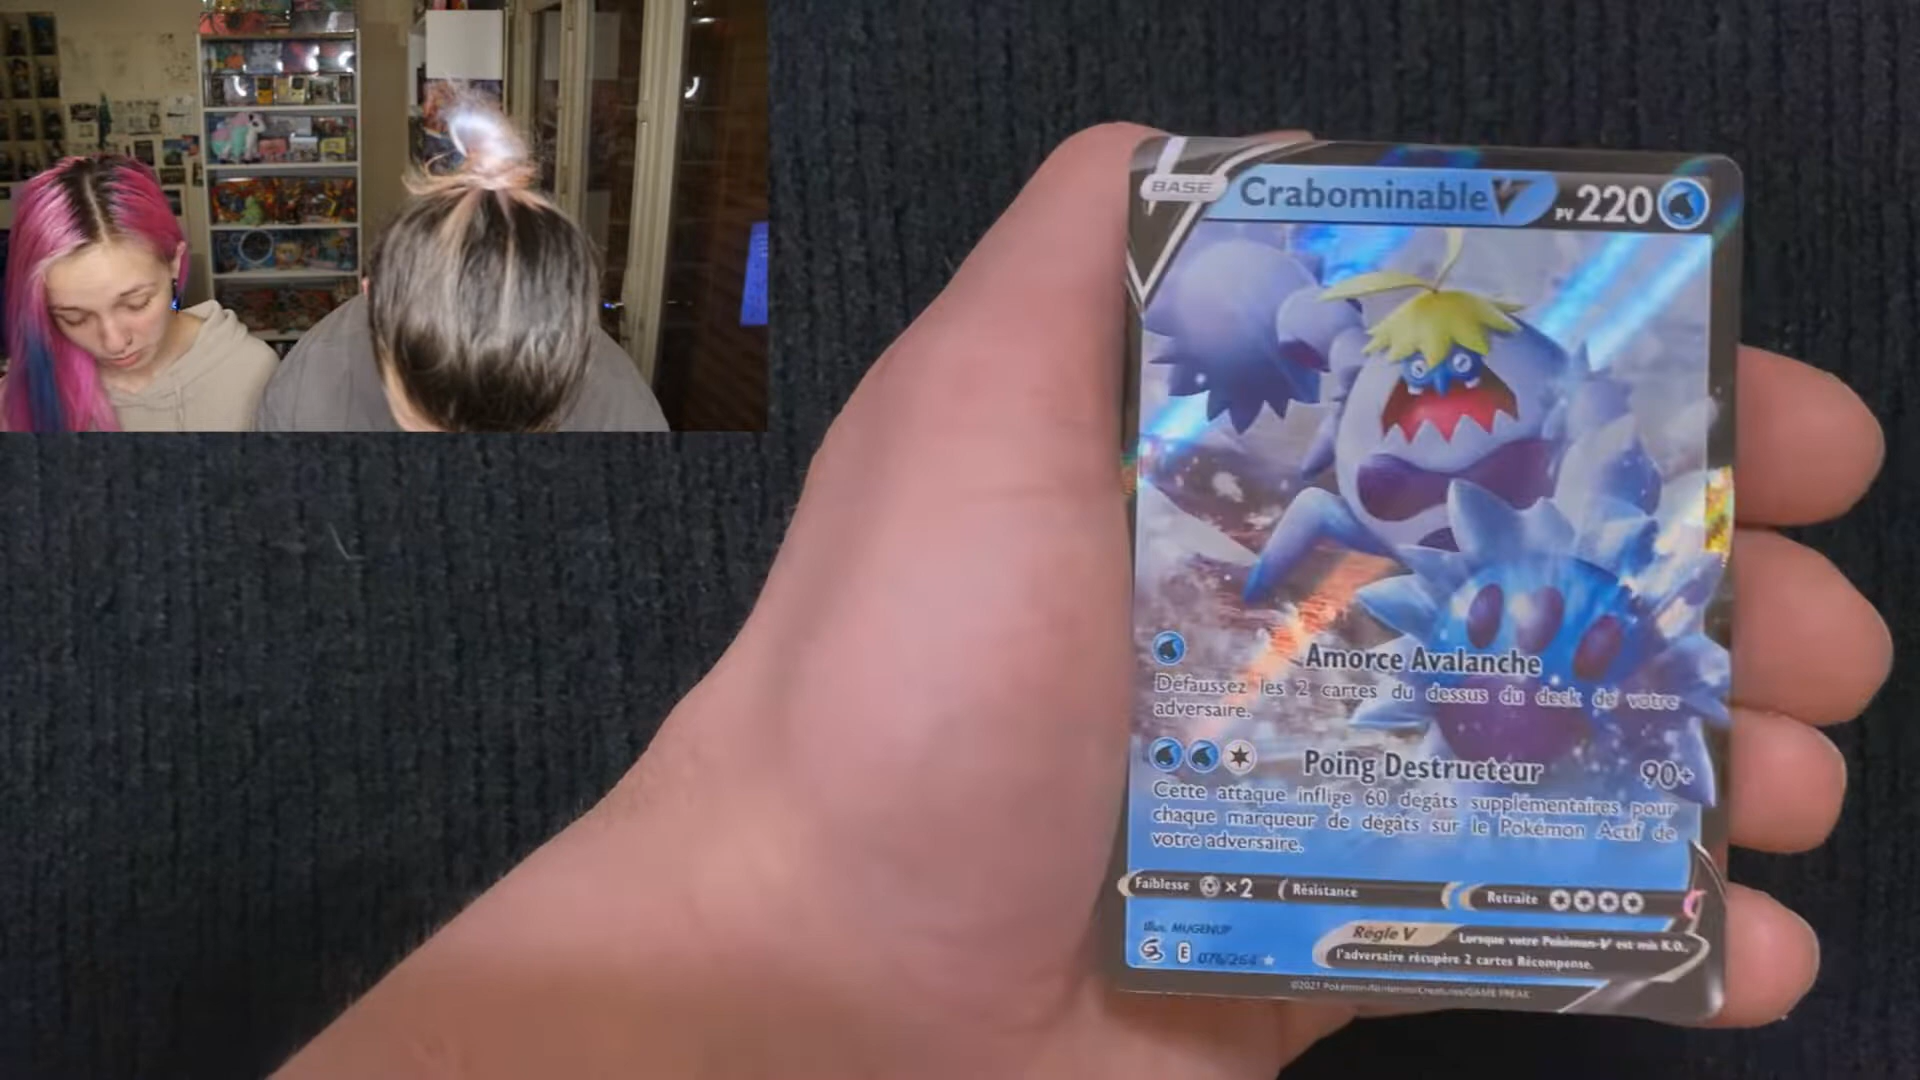 BASE
Crabominable V
PV 220
Amorce Avalanche
Défaussez les 2 cartes du dessus du deck de votre
adversaire.
Poing Destructeur 90+
Cette attaque inflige 60 dégâts supplémentaires pour
chaque marqueur de dégâts sur le Pokémon Actif de
votre adversaire.
Faiblesse ×2 Résistance Retraite
Illus. MUGENUP
E 076/264
Règle V Lorsque votre Pokémon-V est mis K.O.,
l'adversaire récupère 2 cartes Récompense.
©2021 Pokémon/Nintendo/Creatures/GAME FREAK